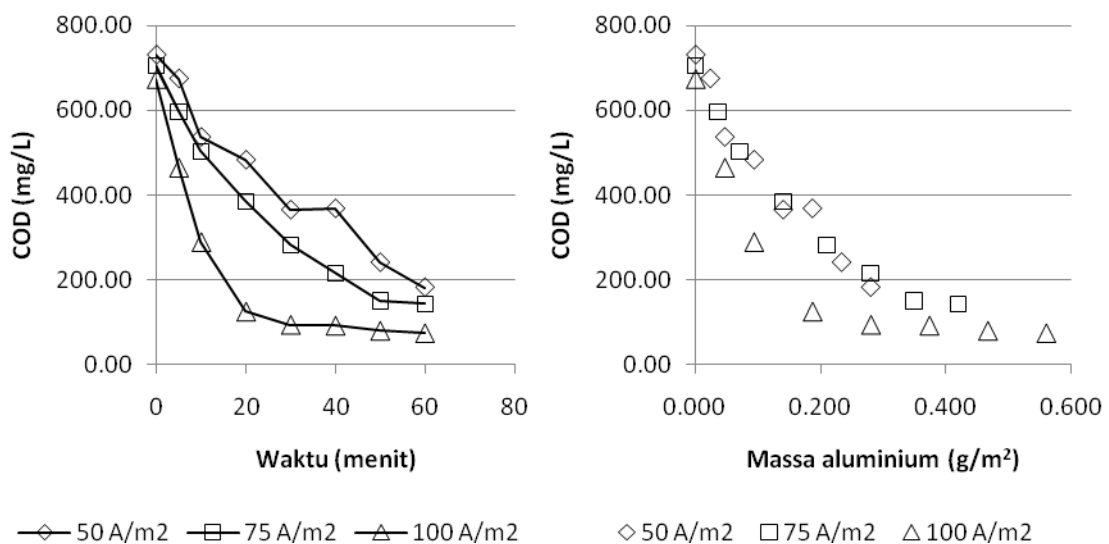 800.00
600.00
400.00
200.00
0.00
COD (mg/L)
0 20 40 60 80
Waktu (menit)
50 A/m2 75 A/m2 100 A/m2
800.00
600.00
400.00
200.00
0.00
COD (mg/L)
0.000 0.200 0.400 0.600
Massa aluminium (g/m²)
50 A/m2 75 A/m2 100 A/m2